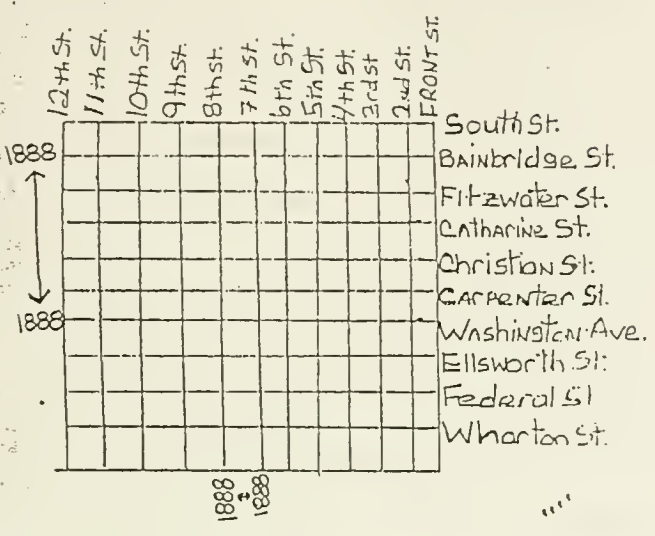 12th St.
11th St.
10th St.
9th St.
8th St.
7th St.
6th St.
5th St.
4th St.
3rd St
2nd St.
FRONT ST.
South St.
1888
BAINbridge St.
Fitzwater St.
CAtharine St.
ChristiaN St.
CArpenter St.
1888
WAshiNgtoN Ave.
Ellsworth St.
Federal St
Wharton St.
1888
1888